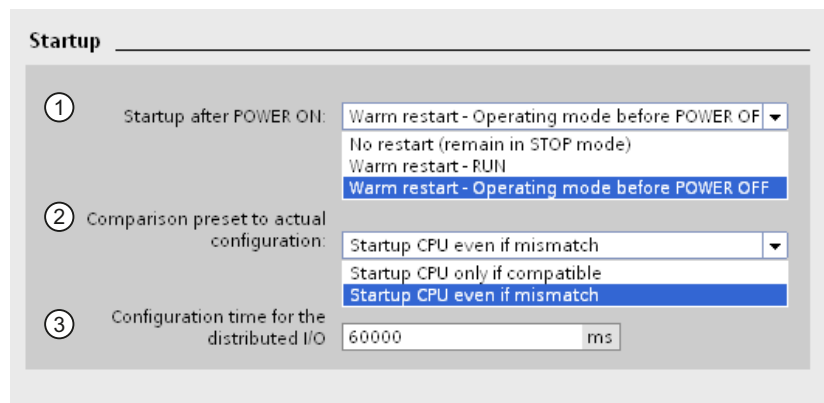 Startup
1
Startup after POWER ON:
Warm restart - Operating mode before POWER OF
No restart (remain in STOP mode)
Warm restart - RUN
Warm restart - Operating mode before POWER OFF
2
Comparison preset to actual
configuration:
Startup CPU even if mismatch
Startup CPU only if compatible
Startup CPU even if mismatch
3
Configuration time for the
distributed I/O
60000 ms